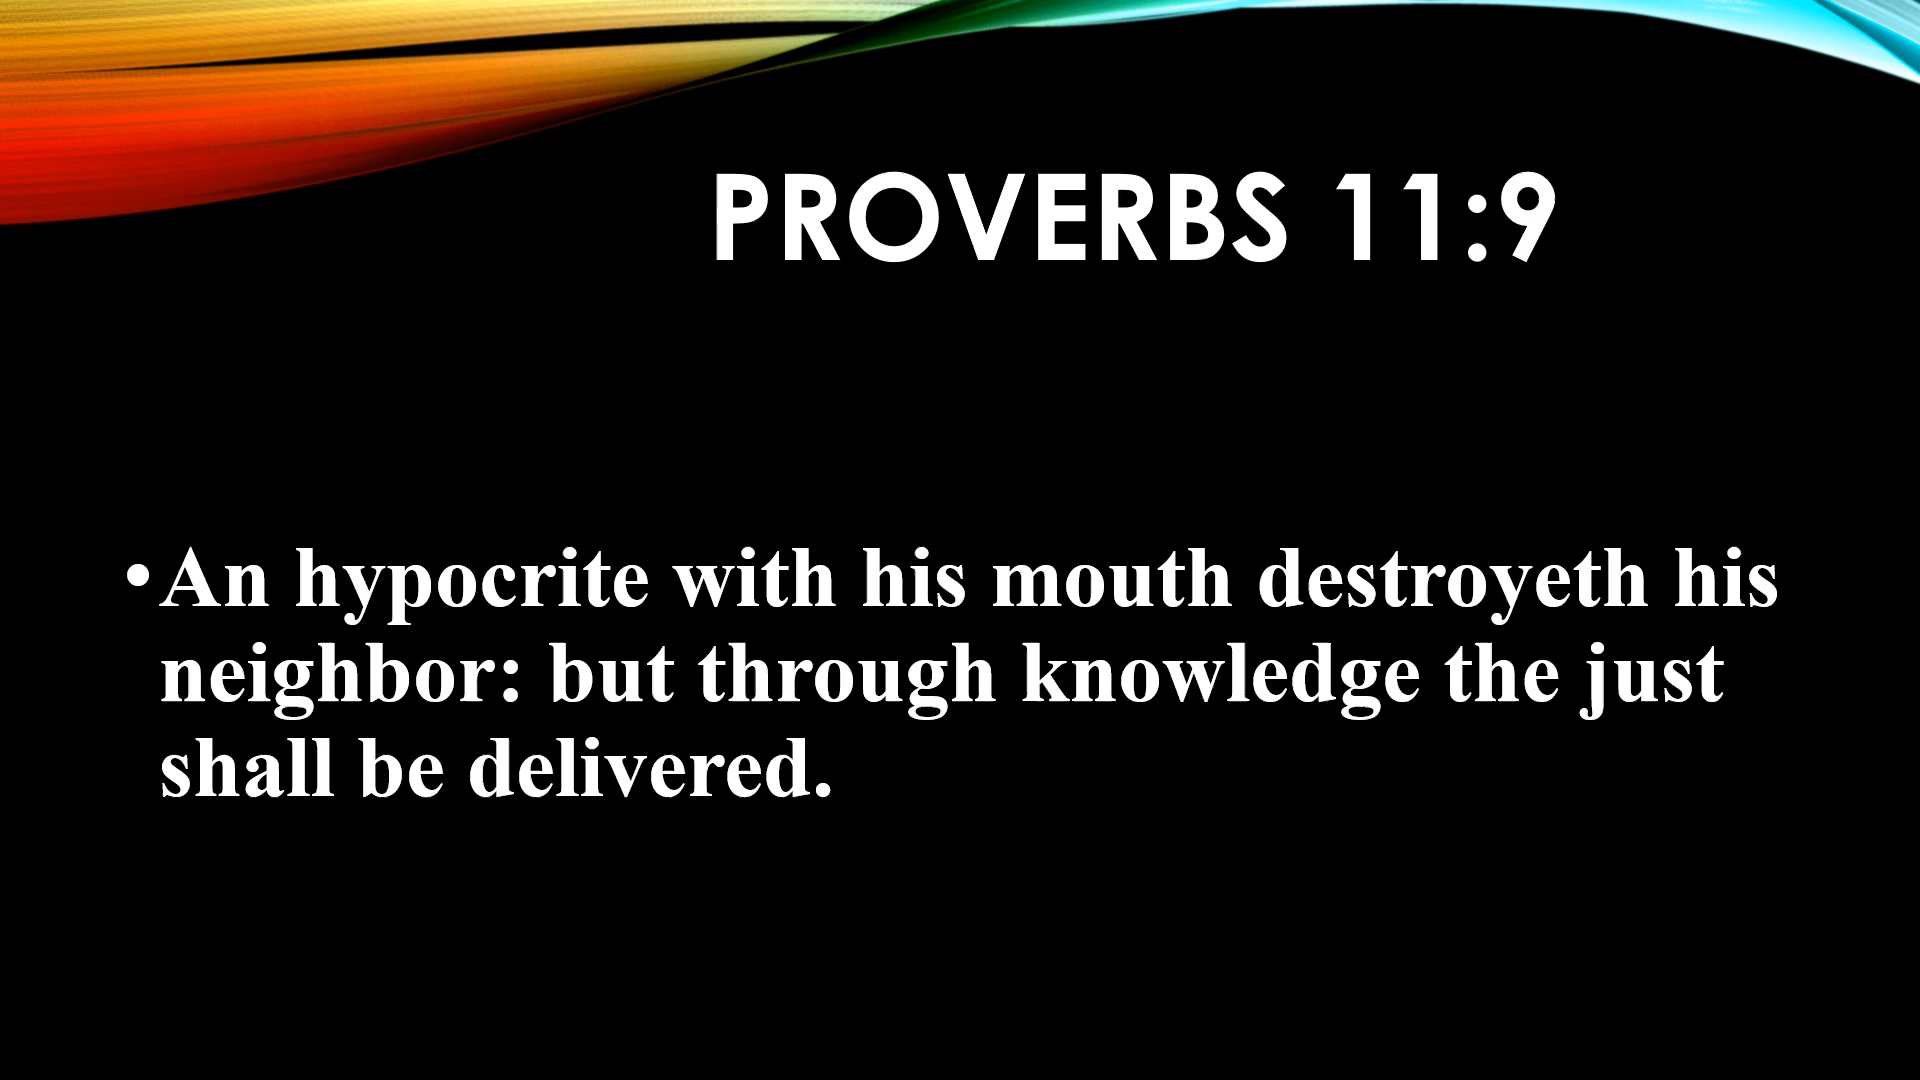 PROVERBS 11:9
•An hypocrite with his mouth destroyeth his
neighbor: but through knowledge the just
shall be delivered.